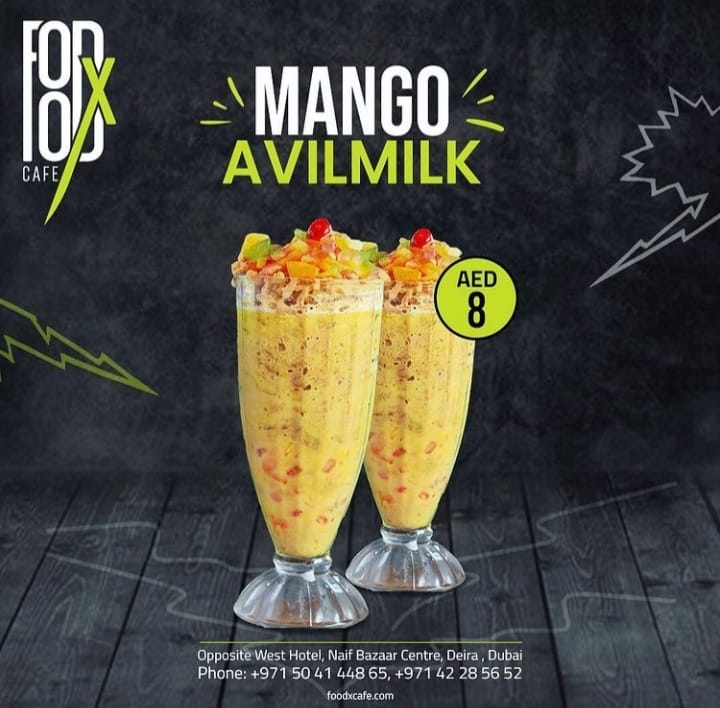 FOOD X
FOOD
CAFE
MANGO
AVILMILK
AED
8
Opposite West Hotel, Naif Bazaar Centre, Deira , Dubai
Phone: +971 50 41 448 65, +971 42 28 56 52
foodxcafe.com